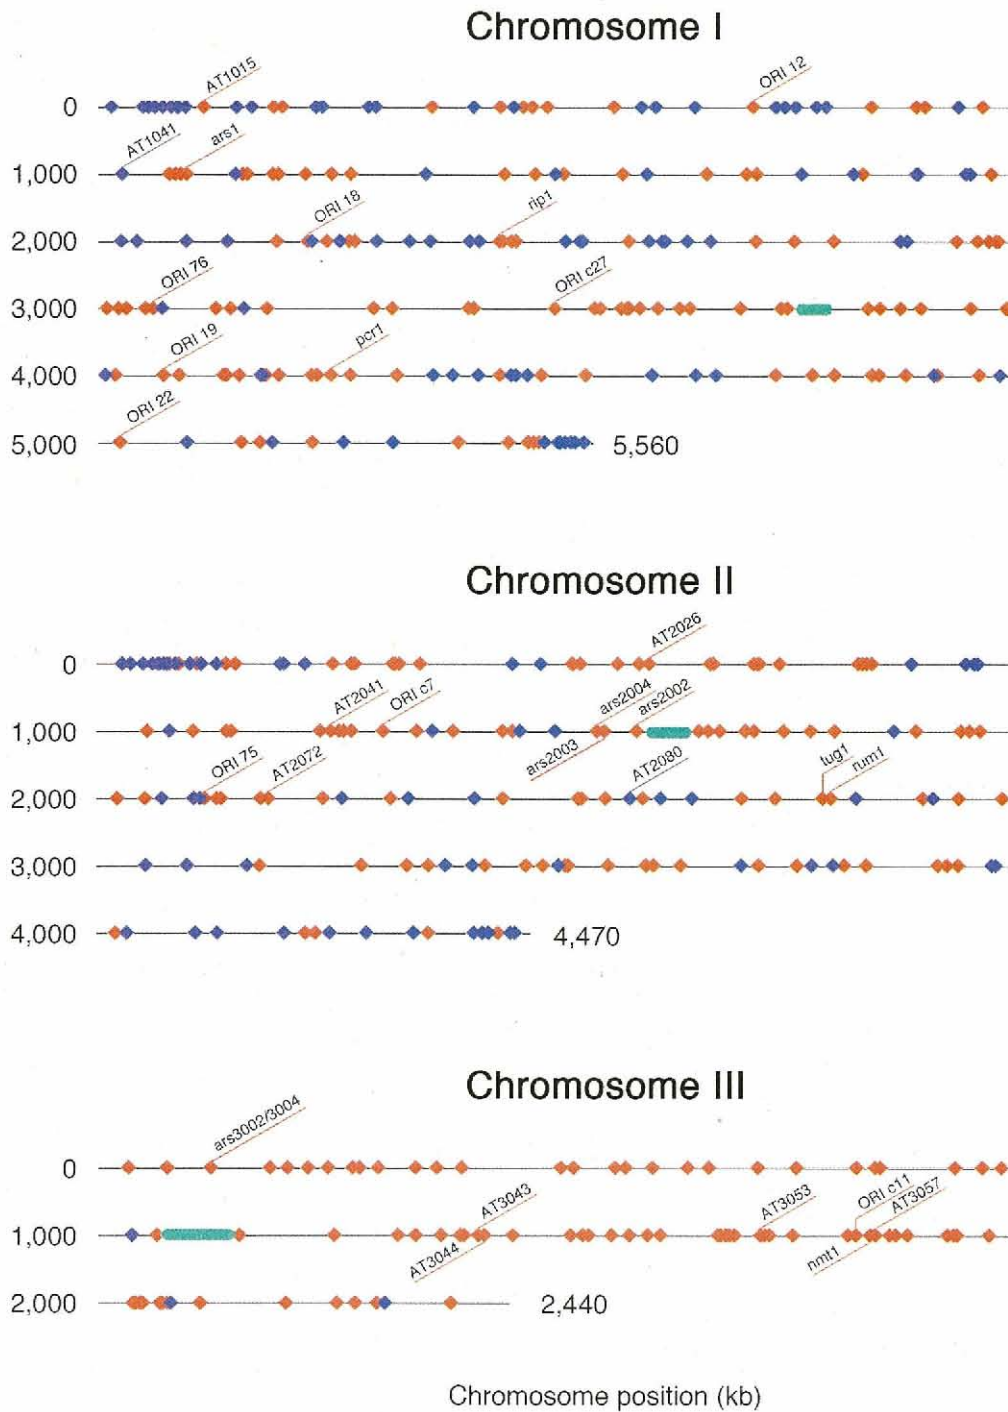 Chromosome I
AT1015
ORI 12
0
AT1041
ars1
1,000
ORI 18
rip1
2,000
ORI 76
ORI c27
3,000
ORI 19
pcr1
4,000
ORI 22
5,000
5,560
Chromosome II
AT2026
0
AT2041
ORI c7
ars2004
ars2002
1,000
ars2003
ORI 75
AT2072
AT2080
tug1
rum1
2,000
3,000
4,000
4,470
Chromosome III
ars3002/3004
0
AT3043
AT3053
ORI c11
AT3057
1,000
AT3044
nmt1
2,000
2,440
Chromosome position (kb)